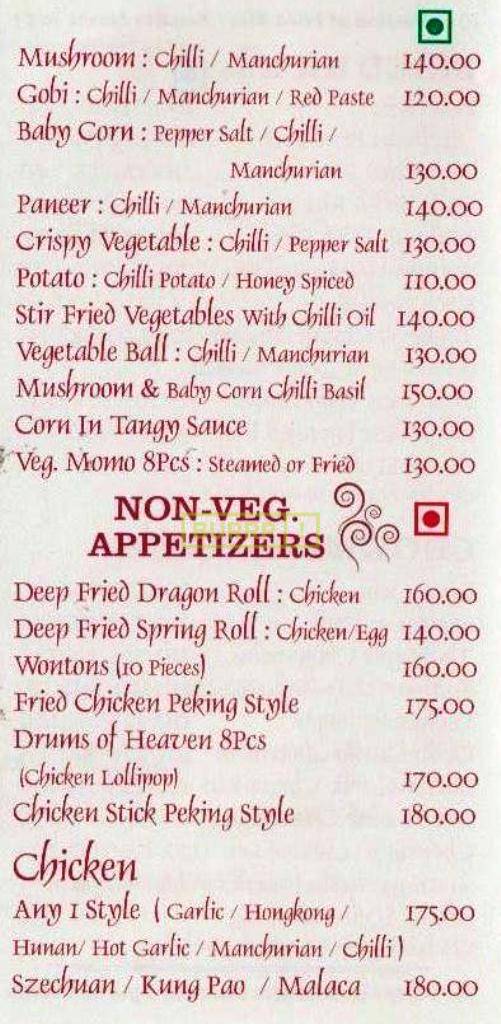 Mushroom : Chilli / Manchurian 140.00
Gobi : Chilli / Manchurian / Red Paste 120.00
Baby Corn : Pepper Salt / Chilli /
Manchurian 130.00
Paneer : Chilli / Manchurian 140.00
Crispy Vegetable : Chilli / Pepper Salt 130.00
Potato : Chilli Potato / Honey Spiced 110.00
Stir Fried Vegetables With Chilli Oil 140.00
Vegetable Ball : Chilli / Manchurian 130.00
Mushroom & Baby Corn Chilli Basil 150.00
Corn In Tangy Sauce 130.00
Veg. Momo 8Pcs : Steamed or Fried 130.00
NON-VEG.
APPETIZERS
Deep Fried Dragon Roll : Chicken 160.00
Deep Fried Spring Roll : Chicken/Egg 140.00
Wontons (10 Pieces) 160.00
Fried Chicken Peking Style 175.00
Drums of Heaven 8Pcs
(Chicken Lollipop) 170.00
Chicken Stick Peking Style 180.00
Chicken
Any 1 Style ( Garlic / Hongkong / 175.00
Hunan/ Hot Garlic / Manchurian / Chilli )
Szechuan / Kung Pao / Malaca 180.00